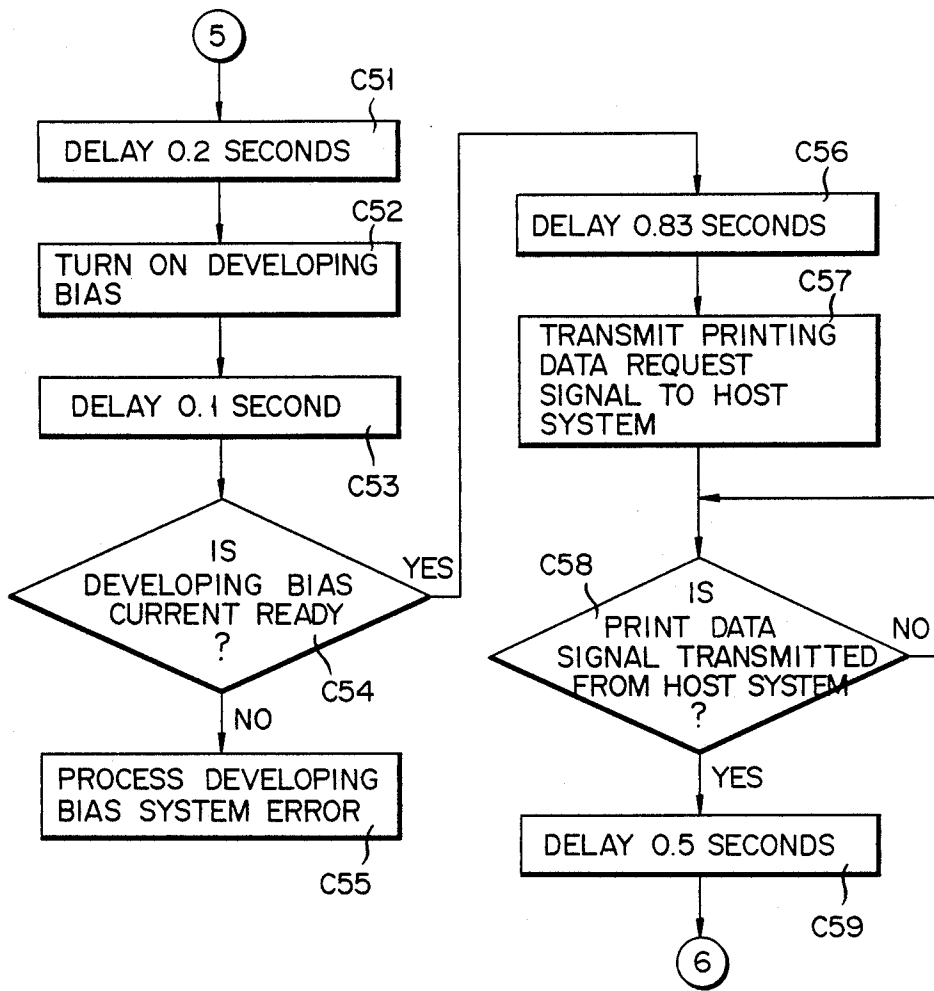 5
C51
DELAY 0.2 SECONDS
C52
TURN ON DEVELOPING
BIAS
DELAY 0.1 SECOND
C53
IS
DEVELOPING BIAS
CURRENT READY
?
YES
C54
NO
PROCESS DEVELOPING
BIAS SYSTEM ERROR
C55
C56
DELAY 0.83 SECONDS
C57
TRANSMIT PRINTING
DATA REQUEST
SIGNAL TO HOST
SYSTEM
C58
IS
PRINT DATA
SIGNAL TRANSMITTED
FROM HOST SYSTEM
?
NO
YES
DELAY 0.5 SECONDS
C59
6